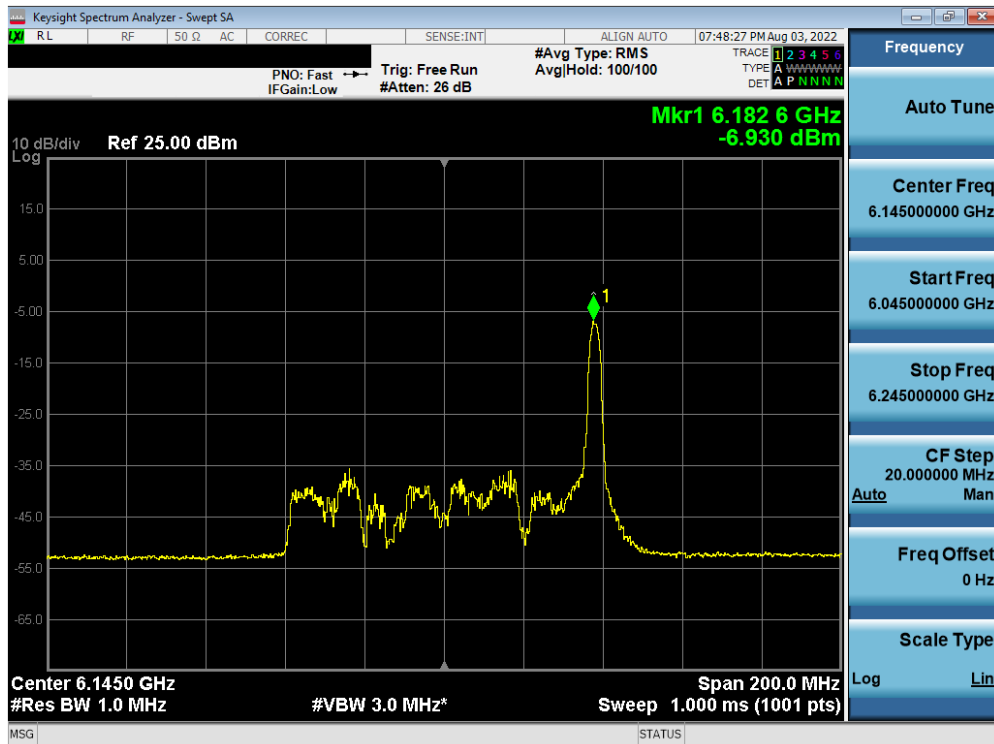 Keysight Spectrum Analyzer - Swept SA
LXI RL RF 50 Ω AC CORREC SENSE:INT ALIGN AUTO 07:48:27 PM Aug 03, 2022
PNO: Fast Trig: Free Run #Avg Type: RMS TRACE 1 2 3 4 5 6
IFGain:Low #Atten: 26 dB Avg|Hold: 100/100 TYPE A WWWWW
DET A P N N N N
Mkr1 6.182 6 GHz
-6.930 dBm
10 dB/div Ref 25.00 dBm
Log
15.0
5.00
1
-5.00
-15.0
-25.0
-35.0
-45.0
-55.0
-65.0
Center 6.1450 GHz Span 200.0 MHz
#Res BW 1.0 MHz #VBW 3.0 MHz* Sweep 1.000 ms (1001 pts)
MSG STATUS
Frequency
Auto Tune
Center Freq
6.145000000 GHz
Start Freq
6.045000000 GHz
Stop Freq
6.245000000 GHz
CF Step
20.000000 MHz
Auto Man
Freq Offset
0 Hz
Scale Type
Log Lin